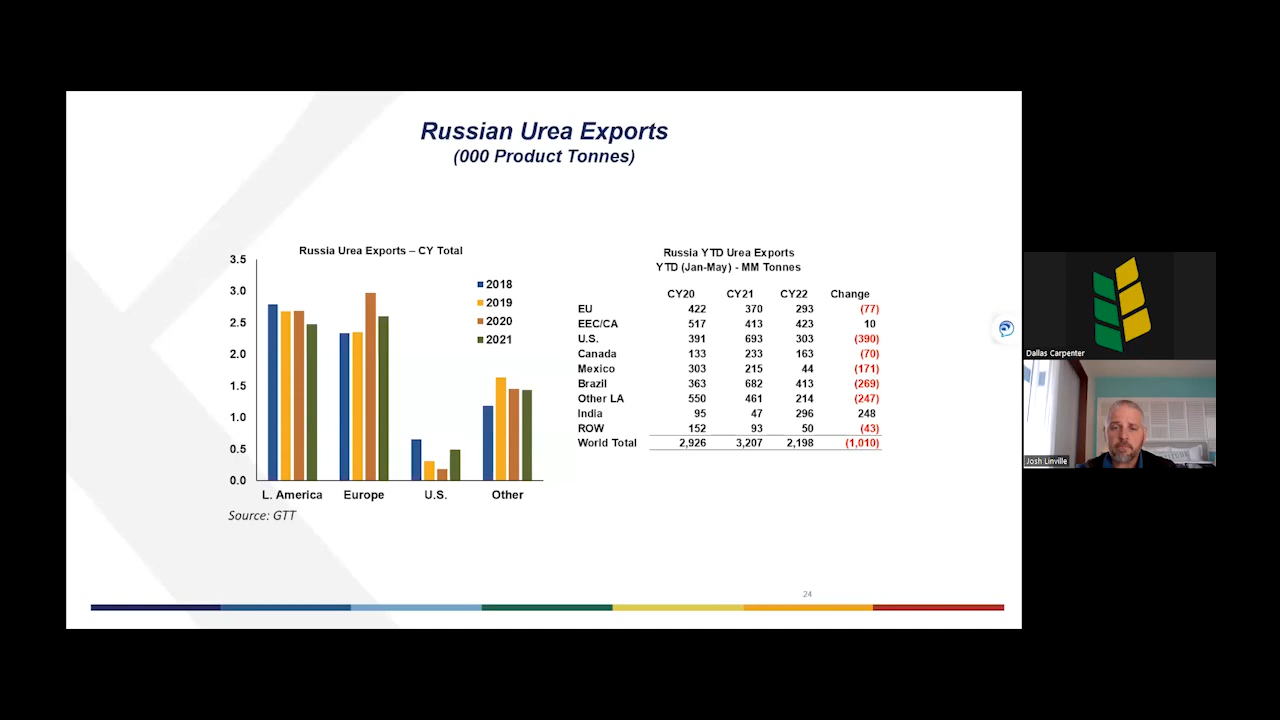 Russian Urea Exports
(000 Product Tonnes)
Russia Urea Exports – CY Total
3.5
3.0
2.5
2.0
1.5
1.0
0.5
0.0
2018
2019
2020
2021
L. America Europe U.S. Other
Source: GTT
Russia YTD Urea Exports
YTD (Jan-May) - MM Tonnes
CY20 CY21 CY22 Change
EU 422 370 293 (77)
EEC/CA 517 413 423 10
U.S. 391 693 303 (390)
Canada 133 233 163 (70)
Mexico 303 215 44 (171)
Brazil 363 682 413 (269)
Other LA 550 461 214 (247)
India 95 47 296 248
ROW 152 93 50 (43)
World Total 2,926 3,207 2,198 (1,010)
24
Dallas Carpenter
Josh Linville